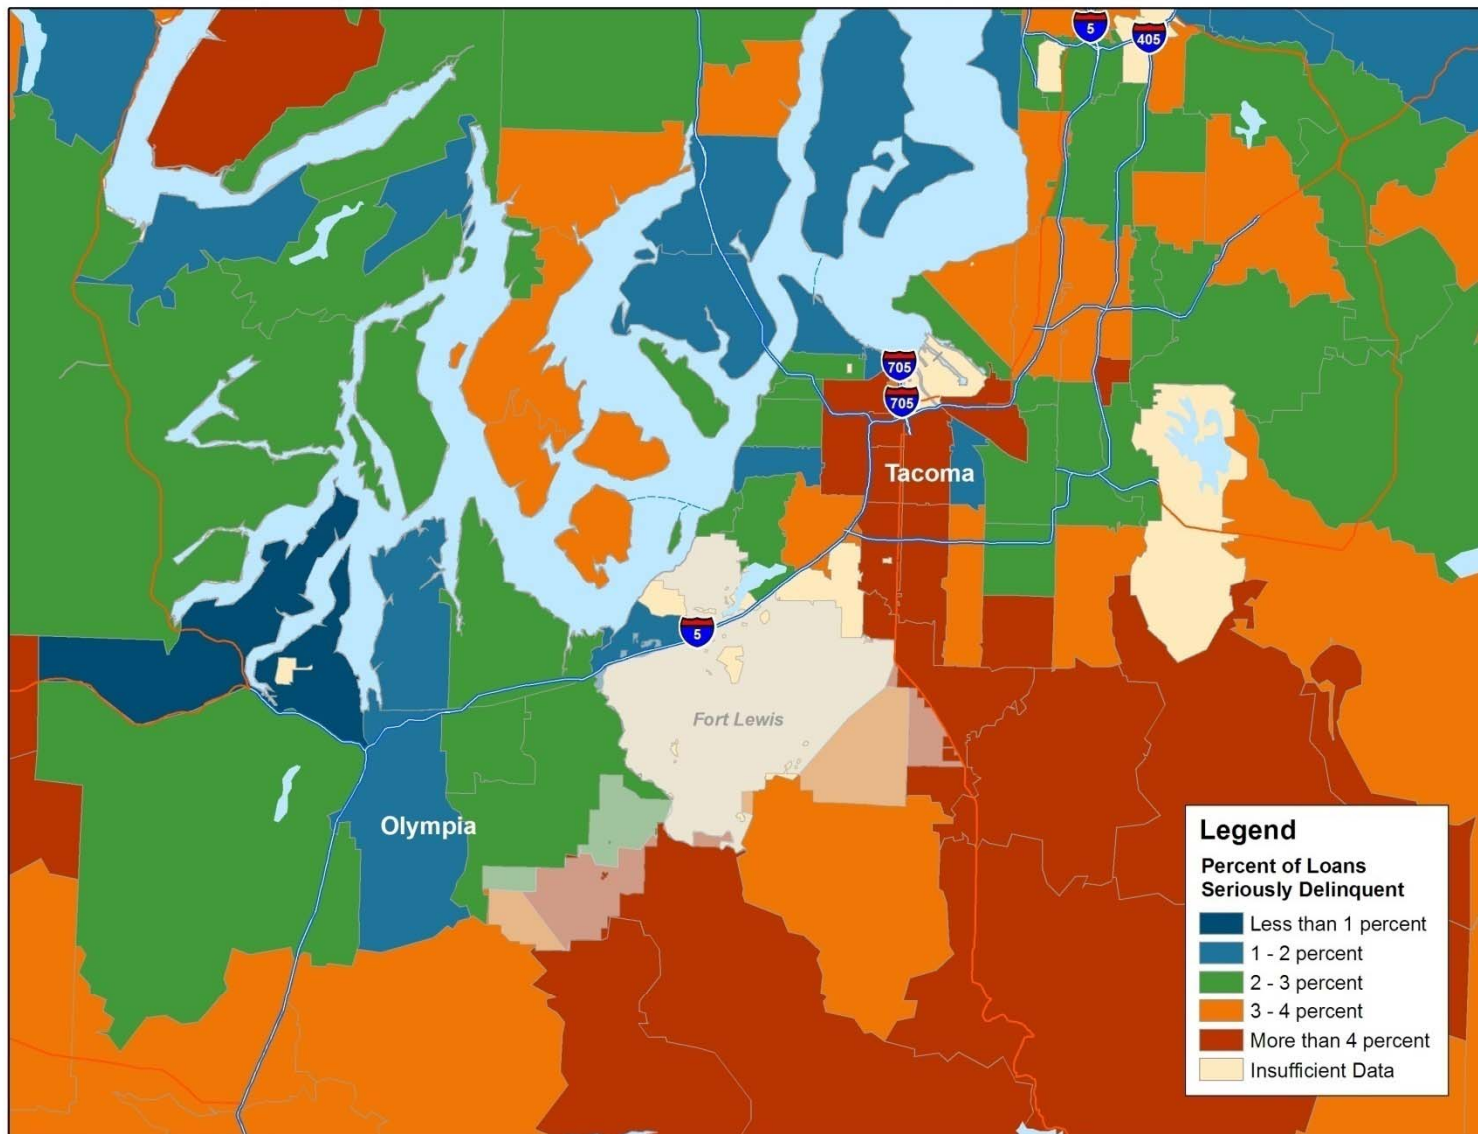 5
405
705
705
Tacoma
5
Fort Lewis
Olympia
Legend
Percent of Loans
Seriously Delinquent
Less than 1 percent
1 - 2 percent
2 - 3 percent
3 - 4 percent
More than 4 percent
Insufficient Data